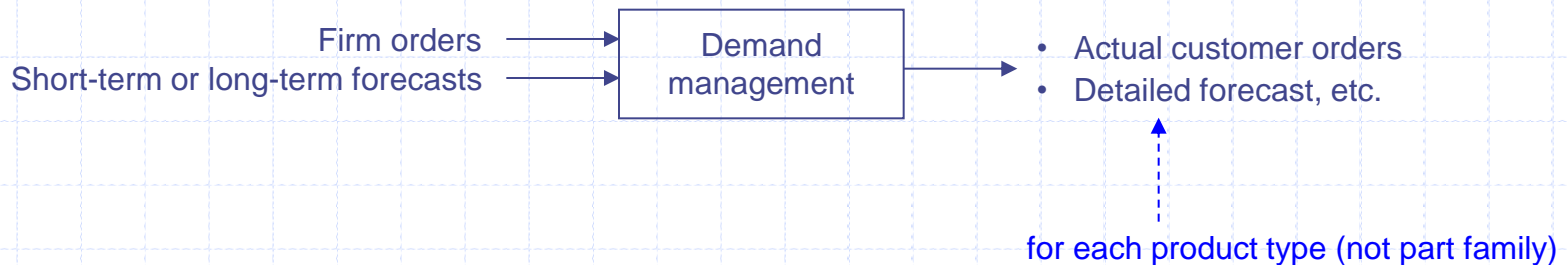 Firm orders
Short-term or long-term forecasts
Demand
management
• Actual customer orders
• Detailed forecast, etc.
for each product type (not part family)